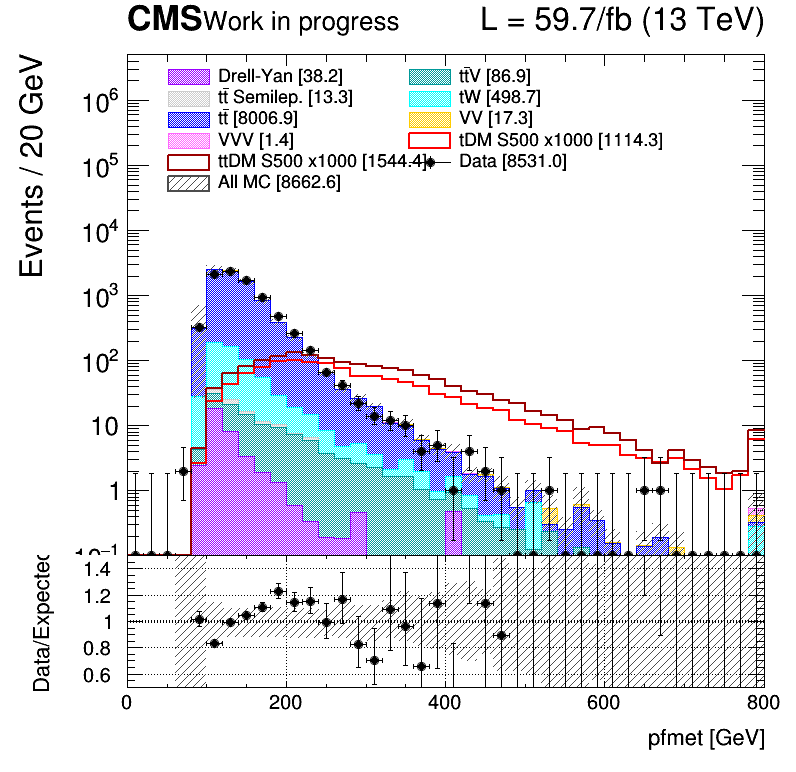 CMS Work in progress L = 59.7/fb (13 TeV)
Events / 20 GeV
Drell-Yan [38.2] tt̄V [86.9]
tt̄ Semilep. [13.3] tW [498.7]
tt̄ [8006.9] VV [17.3]
VVV [1.4] tDM S500 x1000 [1114.3]
ttDM S500 x1000 [1544.4] Data [8531.0]
All MC [8662.6]
10⁶
10⁵
10⁴
10³
10²
10
1
10⁻¹
Data/Expected
1.4
1.2
1
0.8
0.6
0 200 400 600 800
pfmet [GeV]